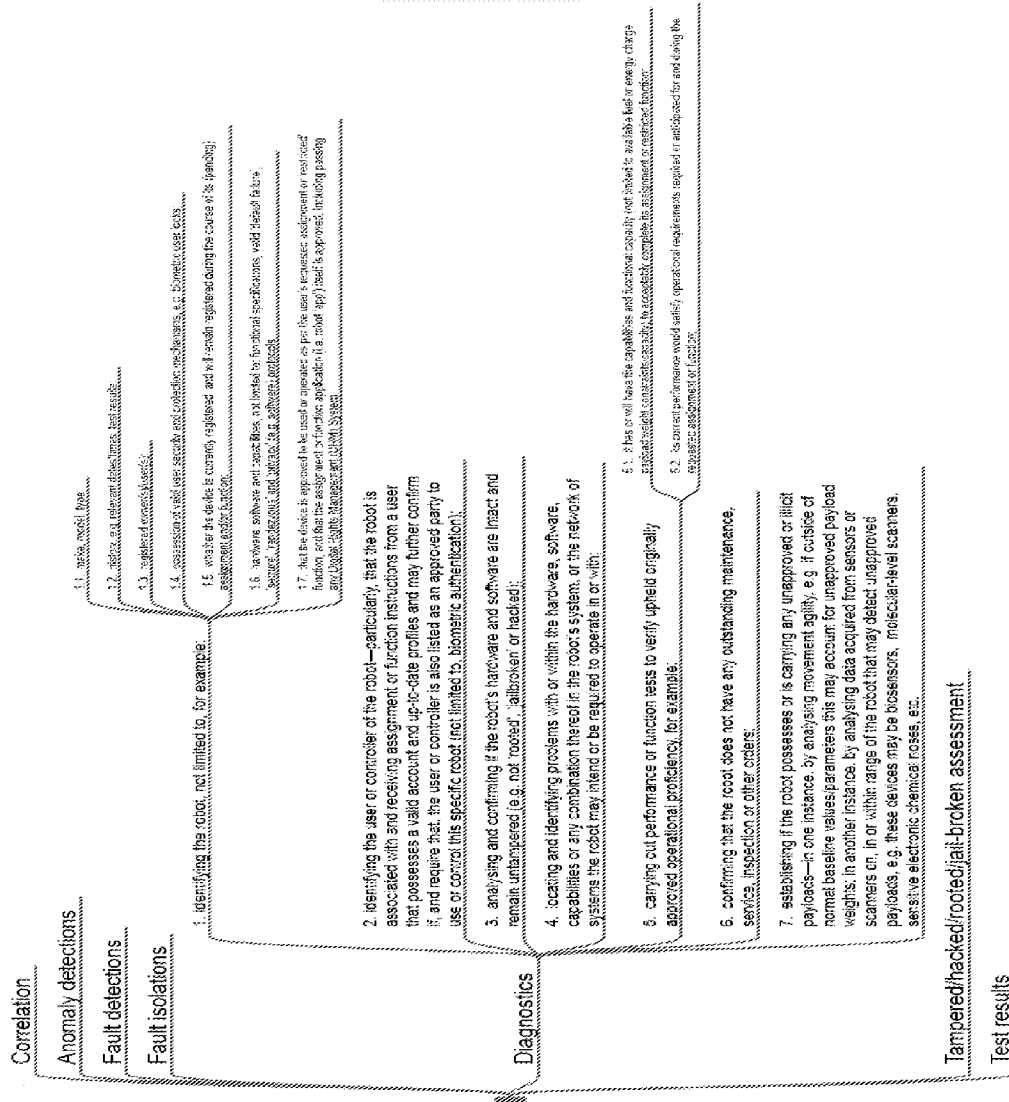 Correlation
Anomaly detections
Fault detections
Fault isolations
Diagnostics
1. identifying the robot, not limited to, for example:
1.1. make, model, type
1.2. history, e.g. relevant dates/times, test results;
1.3. registered owner(s)/user(s);
1.4. possession of valid user security and protection mechanisms, e.g. biometric user locks;
1.5. whether the device is currently registered, and will remain registered during the course of its (pending)
assignment and/or function;
1.6. hardware, software and capabilities, not limited to: functional specifications, valid 'default failure',
'rendezvous' and 'privacy' (e.g. software) protocols
1.7. that the device is approved to be used or operated as per the user's requested assignment or restricted
function, and that the assignment or function application (i.e. robot 'app') itself is approved, including passing
any Digital Rights Management (DRM) System
2. identifying the user or controller of the robot—particularly, that the robot is
associated with and receiving assignment or function instructions from a user
that possesses a valid account and up-to-date profiles and may further confirm
if, and require that, the user or controller is also listed as an approved party to
use or control this specific robot (not limited to, biometric authentication);
3. analysing and confirming if the robot's hardware and software are intact and
remain untampered (e.g. not 'rooted', 'jailbroken' or hacked);
4. locating and identifying problems with or within the hardware, software,
capabilities or any combination thereof in the robot's system, or the network of
systems the robot may intend or be required to operate in or with;
5. carrying out performance or function tests to verify upheld originally
approved operational proficiency, for example:
5.1. it has or will have the capabilities and functional capacity (not limited to available fuel or energy charge
payload/weight constraints/capacity) to acceptably complete its assignment or restricted function;
5.2. its current performance would satisfy operational requirements required or anticipated for and during the
requested assignment or function;
6. confirming that the robot does not have any outstanding maintenance,
service, inspection or other orders;
7. establishing if the robot possesses or is carrying any unapproved or illicit
payloads—in one instance, by analysing movement agility, e.g. if outside of
normal baseline values/parameters this may account for unapproved payload
weights; in another instance, by analysing data acquired from sensors or
scanners on, in or within range of the robot that may detect unapproved
payloads, e.g. these devices may be biosensors, molecular-level scanners,
sensitive electronic chemical noses, etc.
Tampered/hacked/rooted/jail-broken assessment
Test results